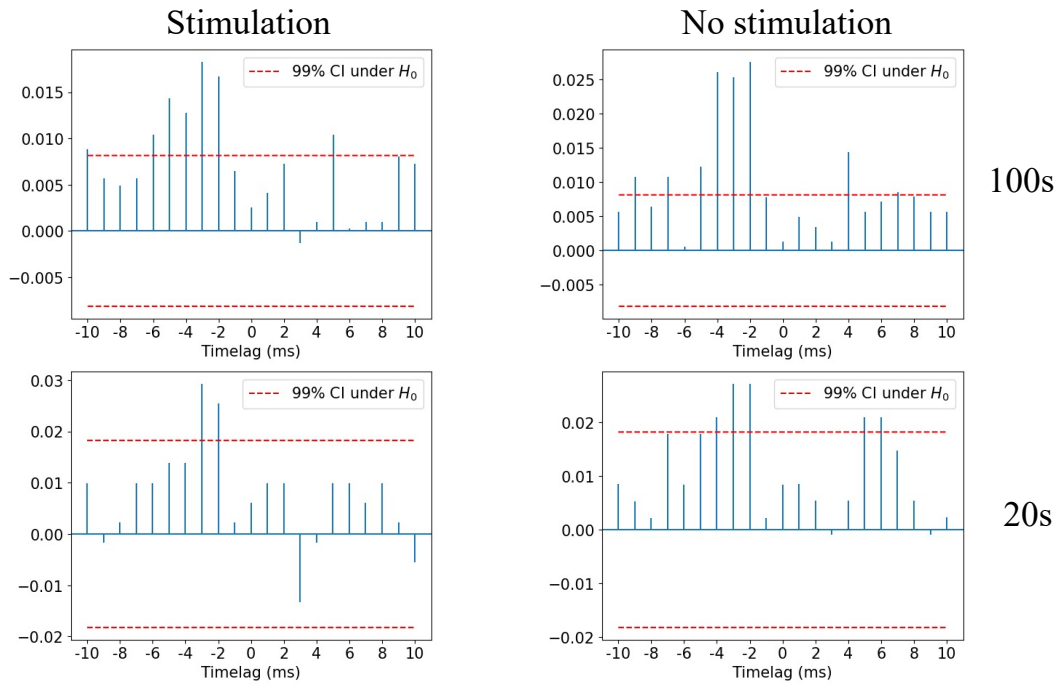 Stimulation
No stimulation
99% CI under H0
0.015
0.010
0.005
0.000
−0.005
-10 -8 -6 -4 -2 0 2 4 6 8 10
Timelag (ms)
99% CI under H0
0.025
0.020
0.015
0.010
0.005
0.000
−0.005
-10 -8 -6 -4 -2 0 2 4 6 8 10
Timelag (ms)
100s
99% CI under H0
0.03
0.02
0.01
0.00
−0.01
−0.02
-10 -8 -6 -4 -2 0 2 4 6 8 10
Timelag (ms)
99% CI under H0
0.02
0.01
0.00
−0.01
−0.02
-10 -8 -6 -4 -2 0 2 4 6 8 10
Timelag (ms)
20s